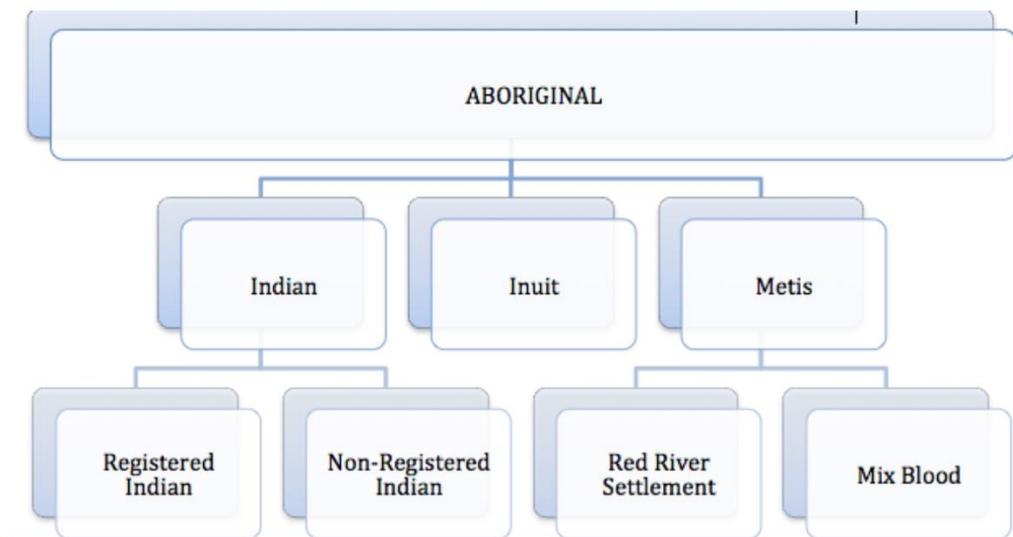 ABORIGINAL
Indian
Inuit
Metis
Registered
Indian
Non-Registered
Indian
Red River
Settlement
Mix Blood